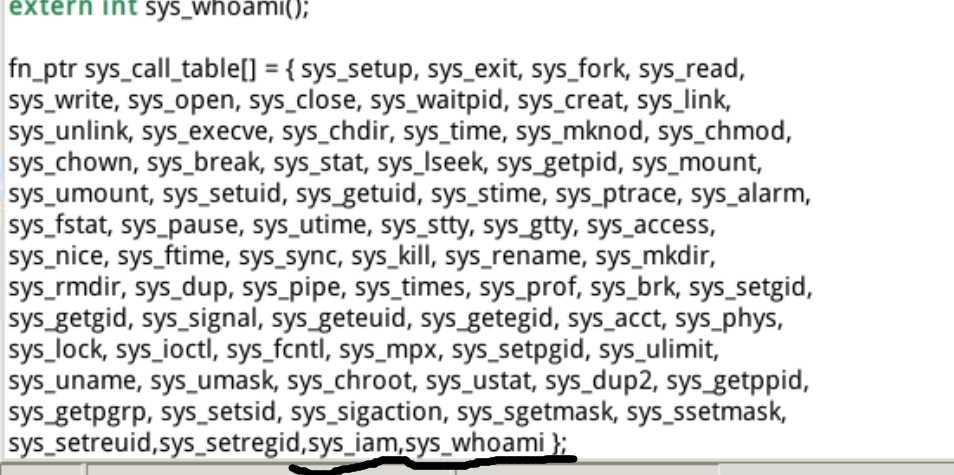 extern int sys_whoami();
fn_ptr sys_call_table[] = { sys_setup, sys_exit, sys_fork, sys_read,
sys_write, sys_open, sys_close, sys_waitpid, sys_creat, sys_link,
sys_unlink, sys_execve, sys_chdir, sys_time, sys_mknod, sys_chmod,
sys_chown, sys_break, sys_stat, sys_lseek, sys_getpid, sys_mount,
sys_umount, sys_setuid, sys_getuid, sys_stime, sys_ptrace, sys_alarm,
sys_fstat, sys_pause, sys_utime, sys_stty, sys_gtty, sys_access,
sys_nice, sys_ftime, sys_sync, sys_kill, sys_rename, sys_mkdir,
sys_rmdir, sys_dup, sys_pipe, sys_times, sys_prof, sys_brk, sys_setgid,
sys_getgid, sys_signal, sys_geteuid, sys_getegid, sys_acct, sys_phys,
sys_lock, sys_ioctl, sys_fcntl, sys_mpx, sys_setpgid, sys_ulimit,
sys_uname, sys_umask, sys_chroot, sys_ustat, sys_dup2, sys_getppid,
sys_getpgrp, sys_setsid, sys_sigaction, sys_sgetmask, sys_ssetmask,
sys_setreuid,sys_setregid,sys_iam,sys_whoami };